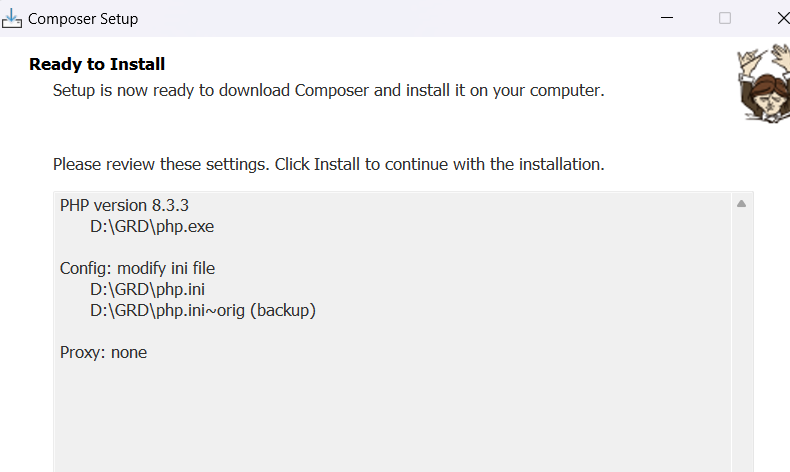 Composer Setup
Ready to Install
Setup is now ready to download Composer and install it on your computer.
Please review these settings. Click Install to continue with the installation.
PHP version 8.3.3
D:\GRD\php.exe
Config: modify ini file
D:\GRD\php.ini
D:\GRD\php.ini~orig (backup)
Proxy: none